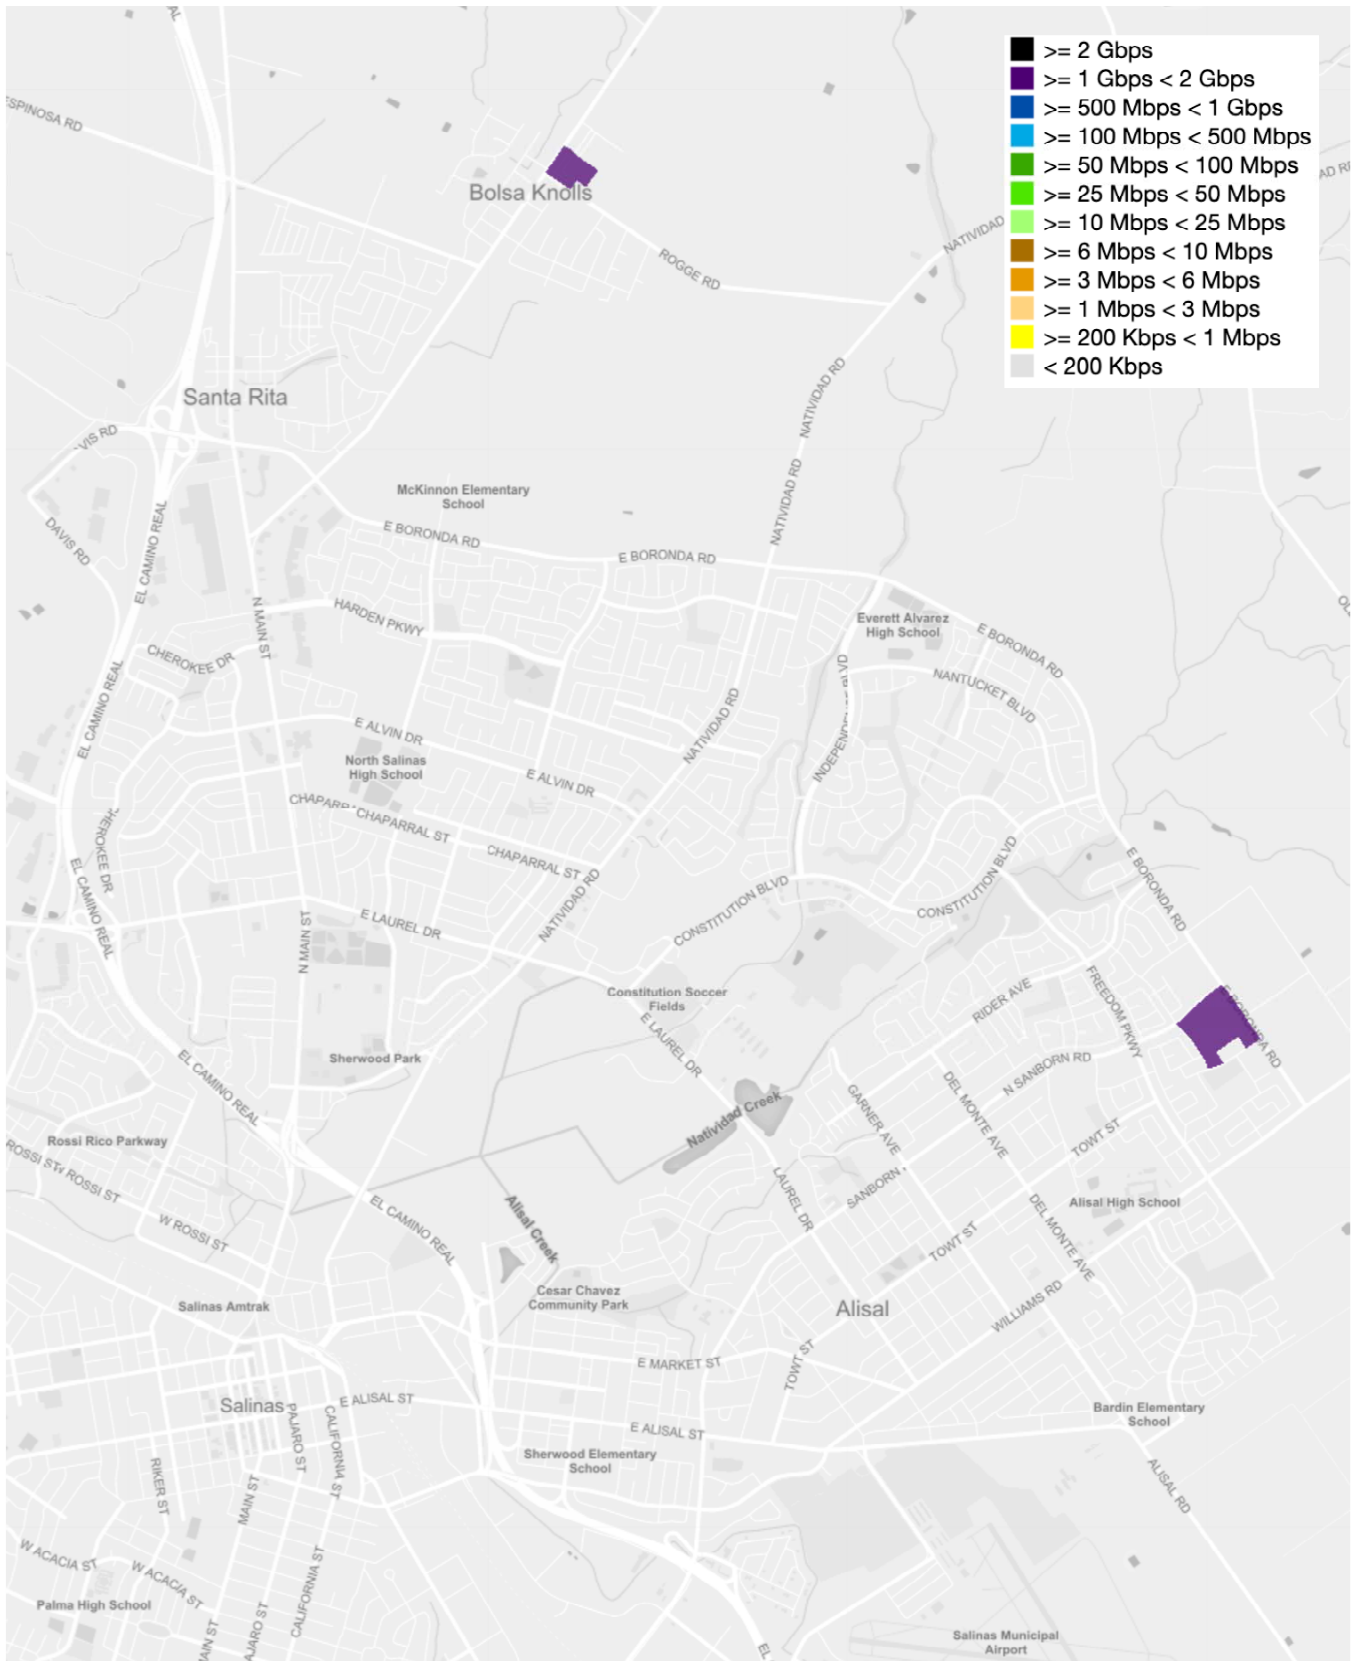 >= 2 Gbps
>= 1 Gbps < 2 Gbps
>= 500 Mbps < 1 Gbps
>= 100 Mbps < 500 Mbps
>= 50 Mbps < 100 Mbps
>= 25 Mbps < 50 Mbps
>= 10 Mbps < 25 Mbps
>= 6 Mbps < 10 Mbps
>= 3 Mbps < 6 Mbps
>= 1 Mbps < 3 Mbps
>= 200 Kbps < 1 Mbps
< 200 Kbps
ESPINOSA RD
Bolsa Knolls
ROGGE RD
NATIVIDAD
AD RD
Santa Rita
NATIVIDAD RD
VIS RD
McKinnon Elementary
School
NATIVIDAD RD
DAVIS RD
EL CAMINO REAL
E BORONDA RD
E BORONDA RD
N MAIN ST
HARDEN PKWY
Everett Alvarez
High School
E BORONDA RD
CHEROKEE DR
NANTUCKET BLVD
EL CAMINO REAL
NATIVIDAD RD
E ALVIN DR
North Salinas
High School
E ALVIN DR
CHAPARRAL ST
CHAPARRAL ST
CONSTITUTION BLVD
EL CAMINO REAL
E BORONDA RD
NATIVIDAD RD
CONSTITUTION BLVD
E LAUREL DR
N MAIN ST
Constitution Soccer
Fields
RIDER AVE
FREEDOM PKWY
E BORONDA RD
E LAUREL DR
Sherwood Park
N SANBORN RD
EL CAMINO REAL
DEL MONTE AVE
GARNER AVE
Natividad Creek
TOWT ST
Rossi Rico Parkway
ROSSI ST
W ROSSI ST
W ROSSI ST
LAUREL DR
SANBORN
Alisal High School
EL CAMINO REAL
Alisal Creek
DEL MONTE AVE
TOWT ST
Cesar Chavez
Community Park
Salinas Amtrak
Alisal
WILLIAMS RD
E MARKET ST
TOWT ST
Salinas
E ALISAL ST
PAJARO ST
CALIFORNIA ST
E ALISAL ST
Bardin Elementary
School
Sherwood Elementary
School
RIKER ST
MAIN ST
ALISAL RD
W ACACIA ST
W ACACIA ST
CALIFORNIA ST
Palma High School
Salinas Municipal
Airport
EL